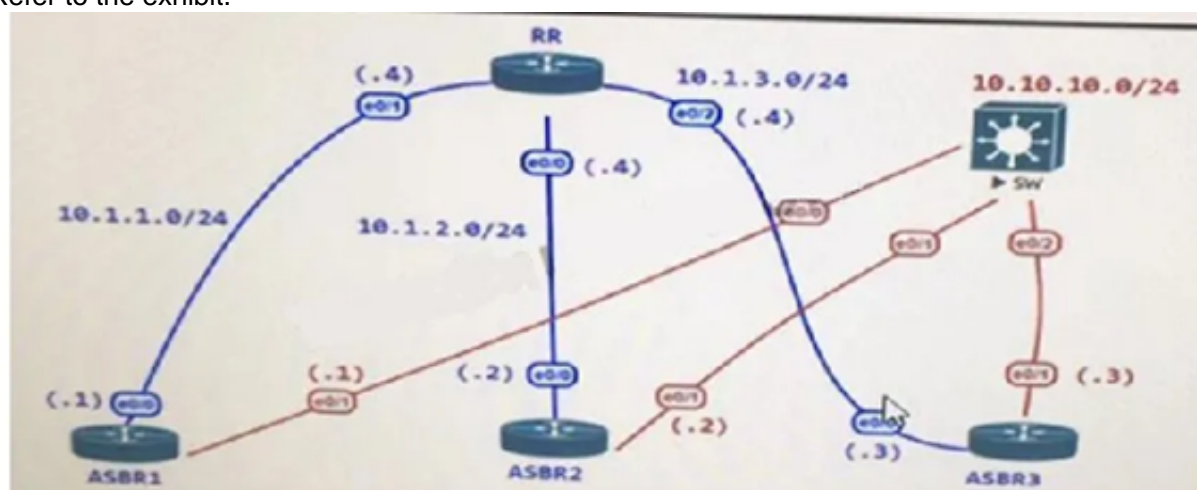 Refer to the exhibit.
RR
(.4)
10.1.3.0/24
10.10.10.0/24
e0/1
e0/2
(.4)
e0/0
(.4)
SW
10.1.1.0/24
10.1.2.0/24
e0/0
e0/1
e0/2
(.1)
(.2)
e0/0
e0/1
(.3)
(.1)
e0/0
e0/1
e0/1
(.2)
e0/0
(.3)
ASBR1
ASBR2
ASBR3